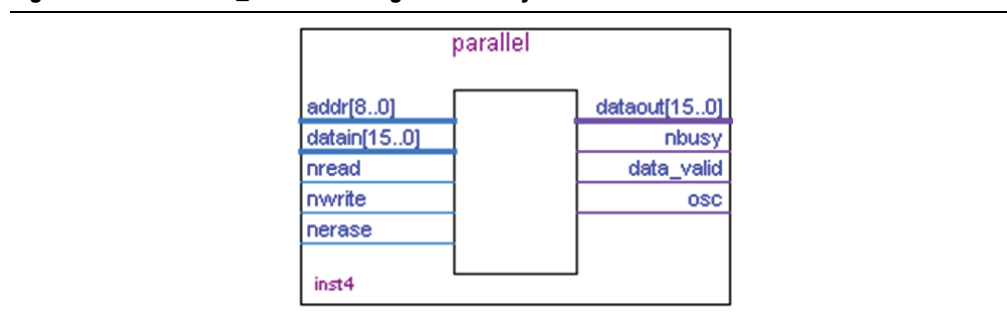 parallel
addr[8..0]
dataout[15..0]
datain[15..0]
nbusy
nread
data_valid
nwrite
osc
nerase
inst4